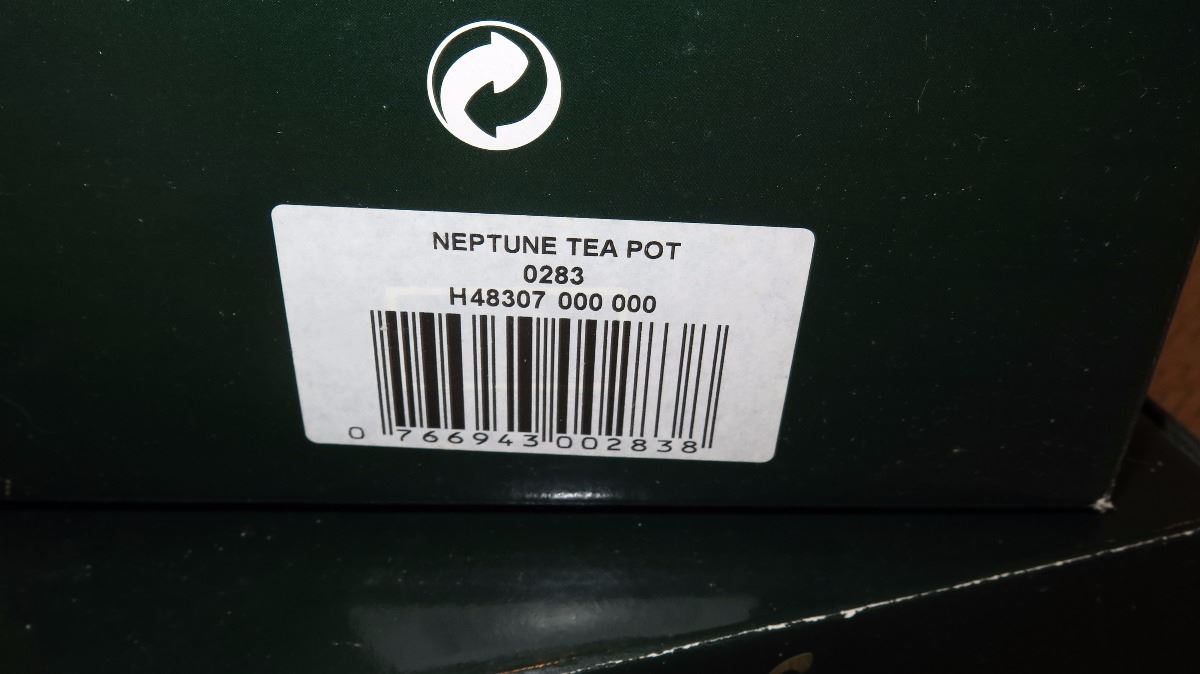 NEPTUNE TEA POT
0283
H48307 000 000
0 766943 002838